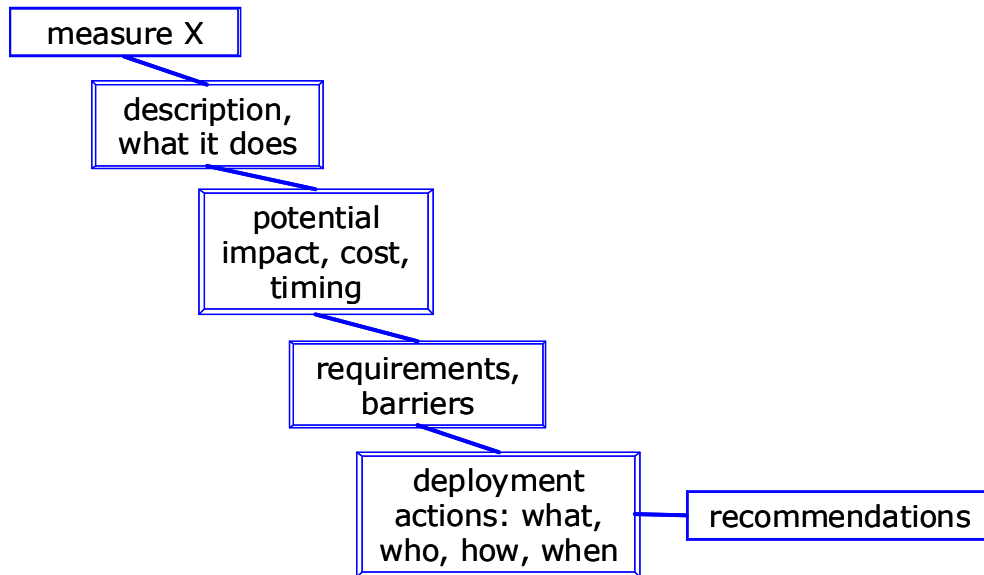 measure X
description,
what it does
potential
impact, cost,
timing
requirements,
barriers
deployment
actions: what,
who, how, when
recommendations